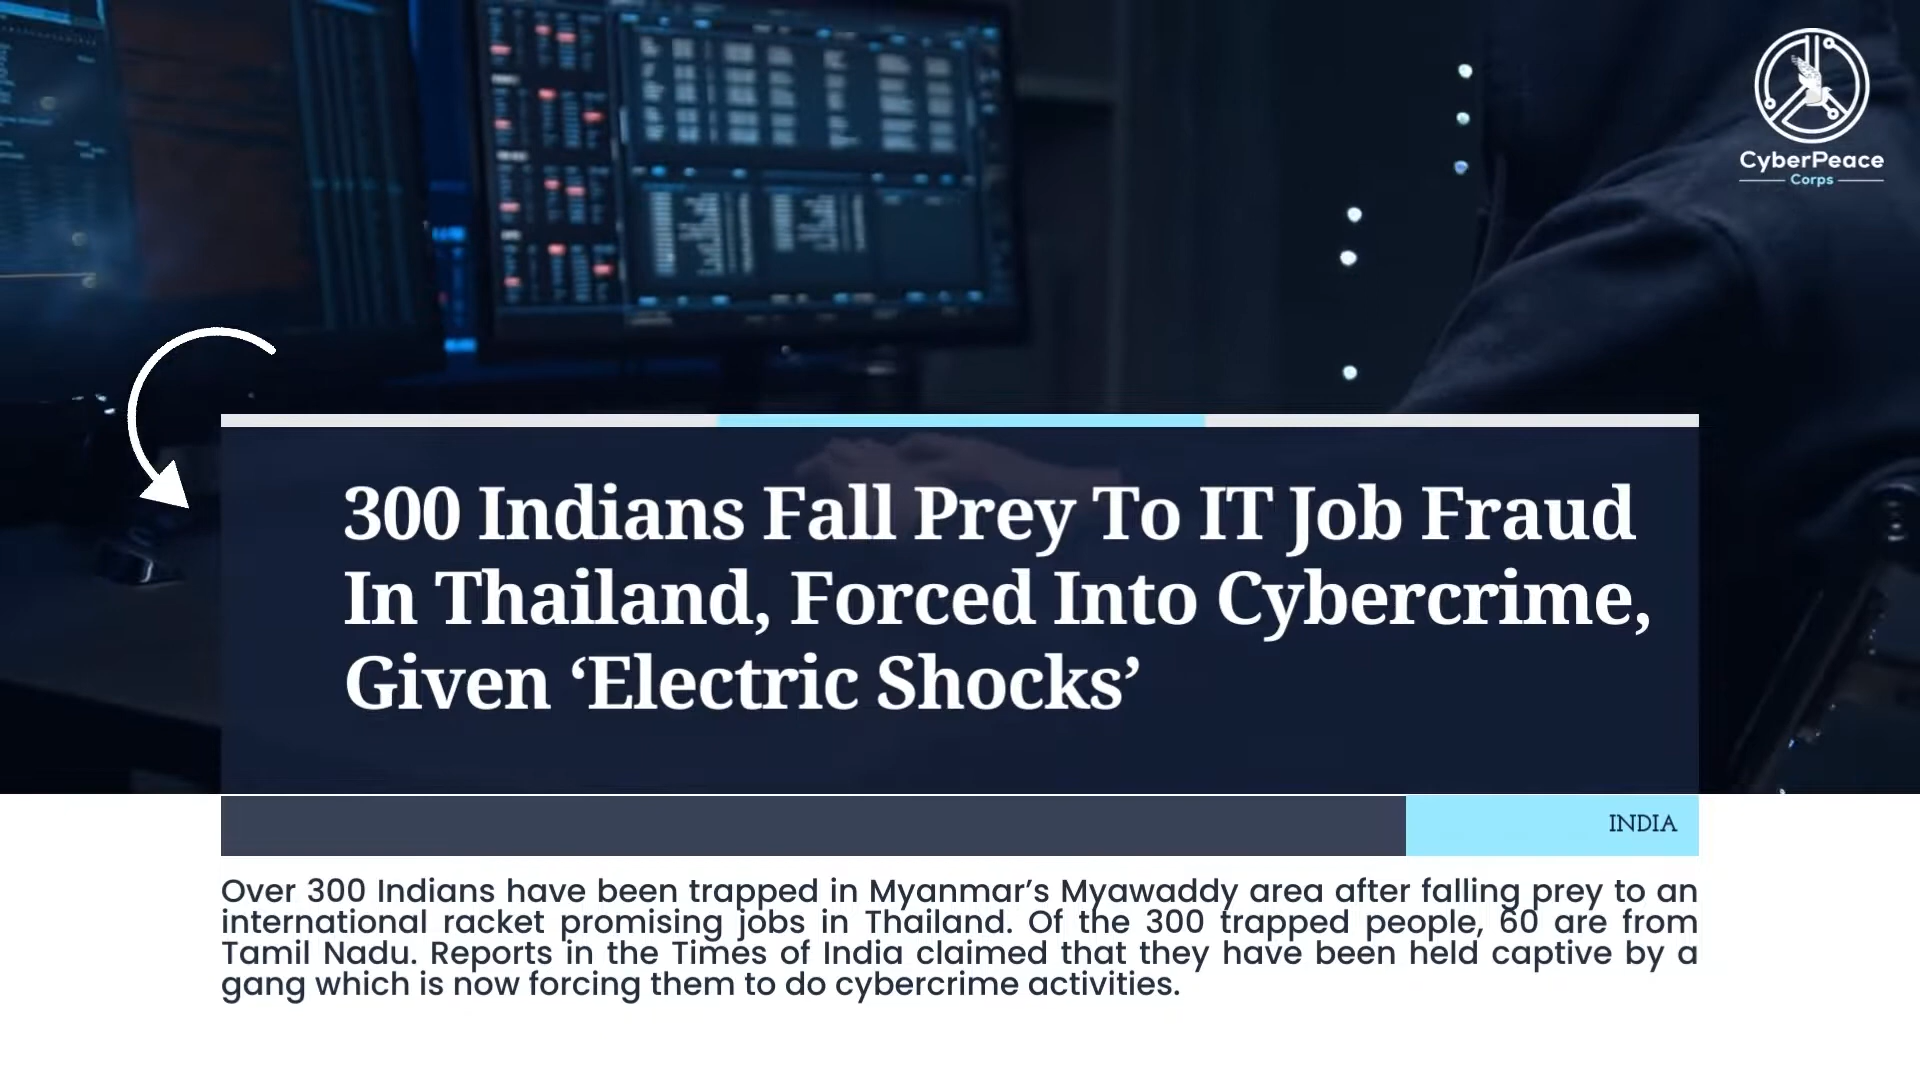 CyberPeace
Corps
300 Indians Fall Prey To IT Job Fraud
In Thailand, Forced Into Cybercrime,
Given ‘Electric Shocks’
INDIA
Over 300 Indians have been trapped in Myanmar’s Myawaddy area after falling prey to an
international racket promising jobs in Thailand. Of the 300 trapped people, 60 are from
Tamil Nadu. Reports in the Times of India claimed that they have been held captive by a
gang which is now forcing them to do cybercrime activities.